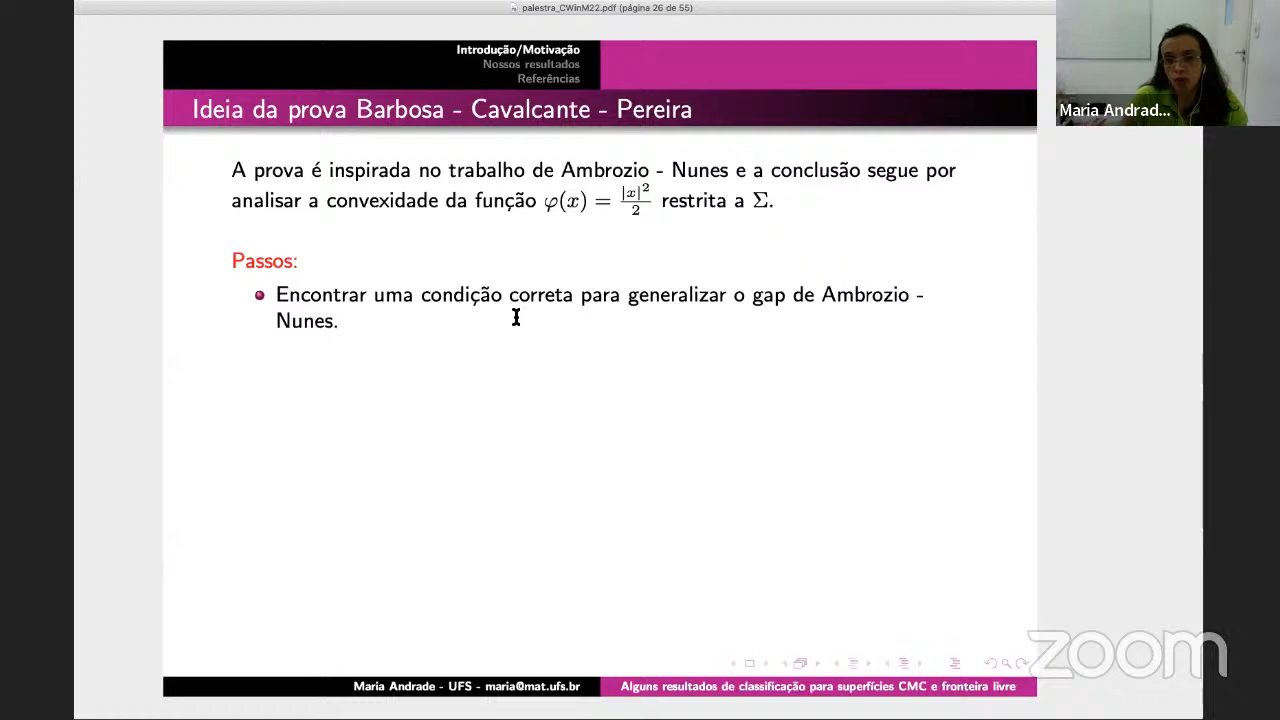 palestra_CWinM22.pdf (página 26 de 55)
Introdução/Motivação
Nossos resultados
Referências
Ideia da prova Barbosa - Cavalcante - Pereira
Maria Andrad...
A prova é inspirada no trabalho de Ambrozio - Nunes e a conclusão segue por
analisar a convexidade da função φ(x) = |x|²/2 restrita a Σ.
Passos:
Encontrar uma condição correta para generalizar o gap de Ambrozio -
Nunes.
zoom
Maria Andrade - UFS - maria@mat.ufs.br
Alguns resultados de classificação para superfícies CMC e fronteira livre